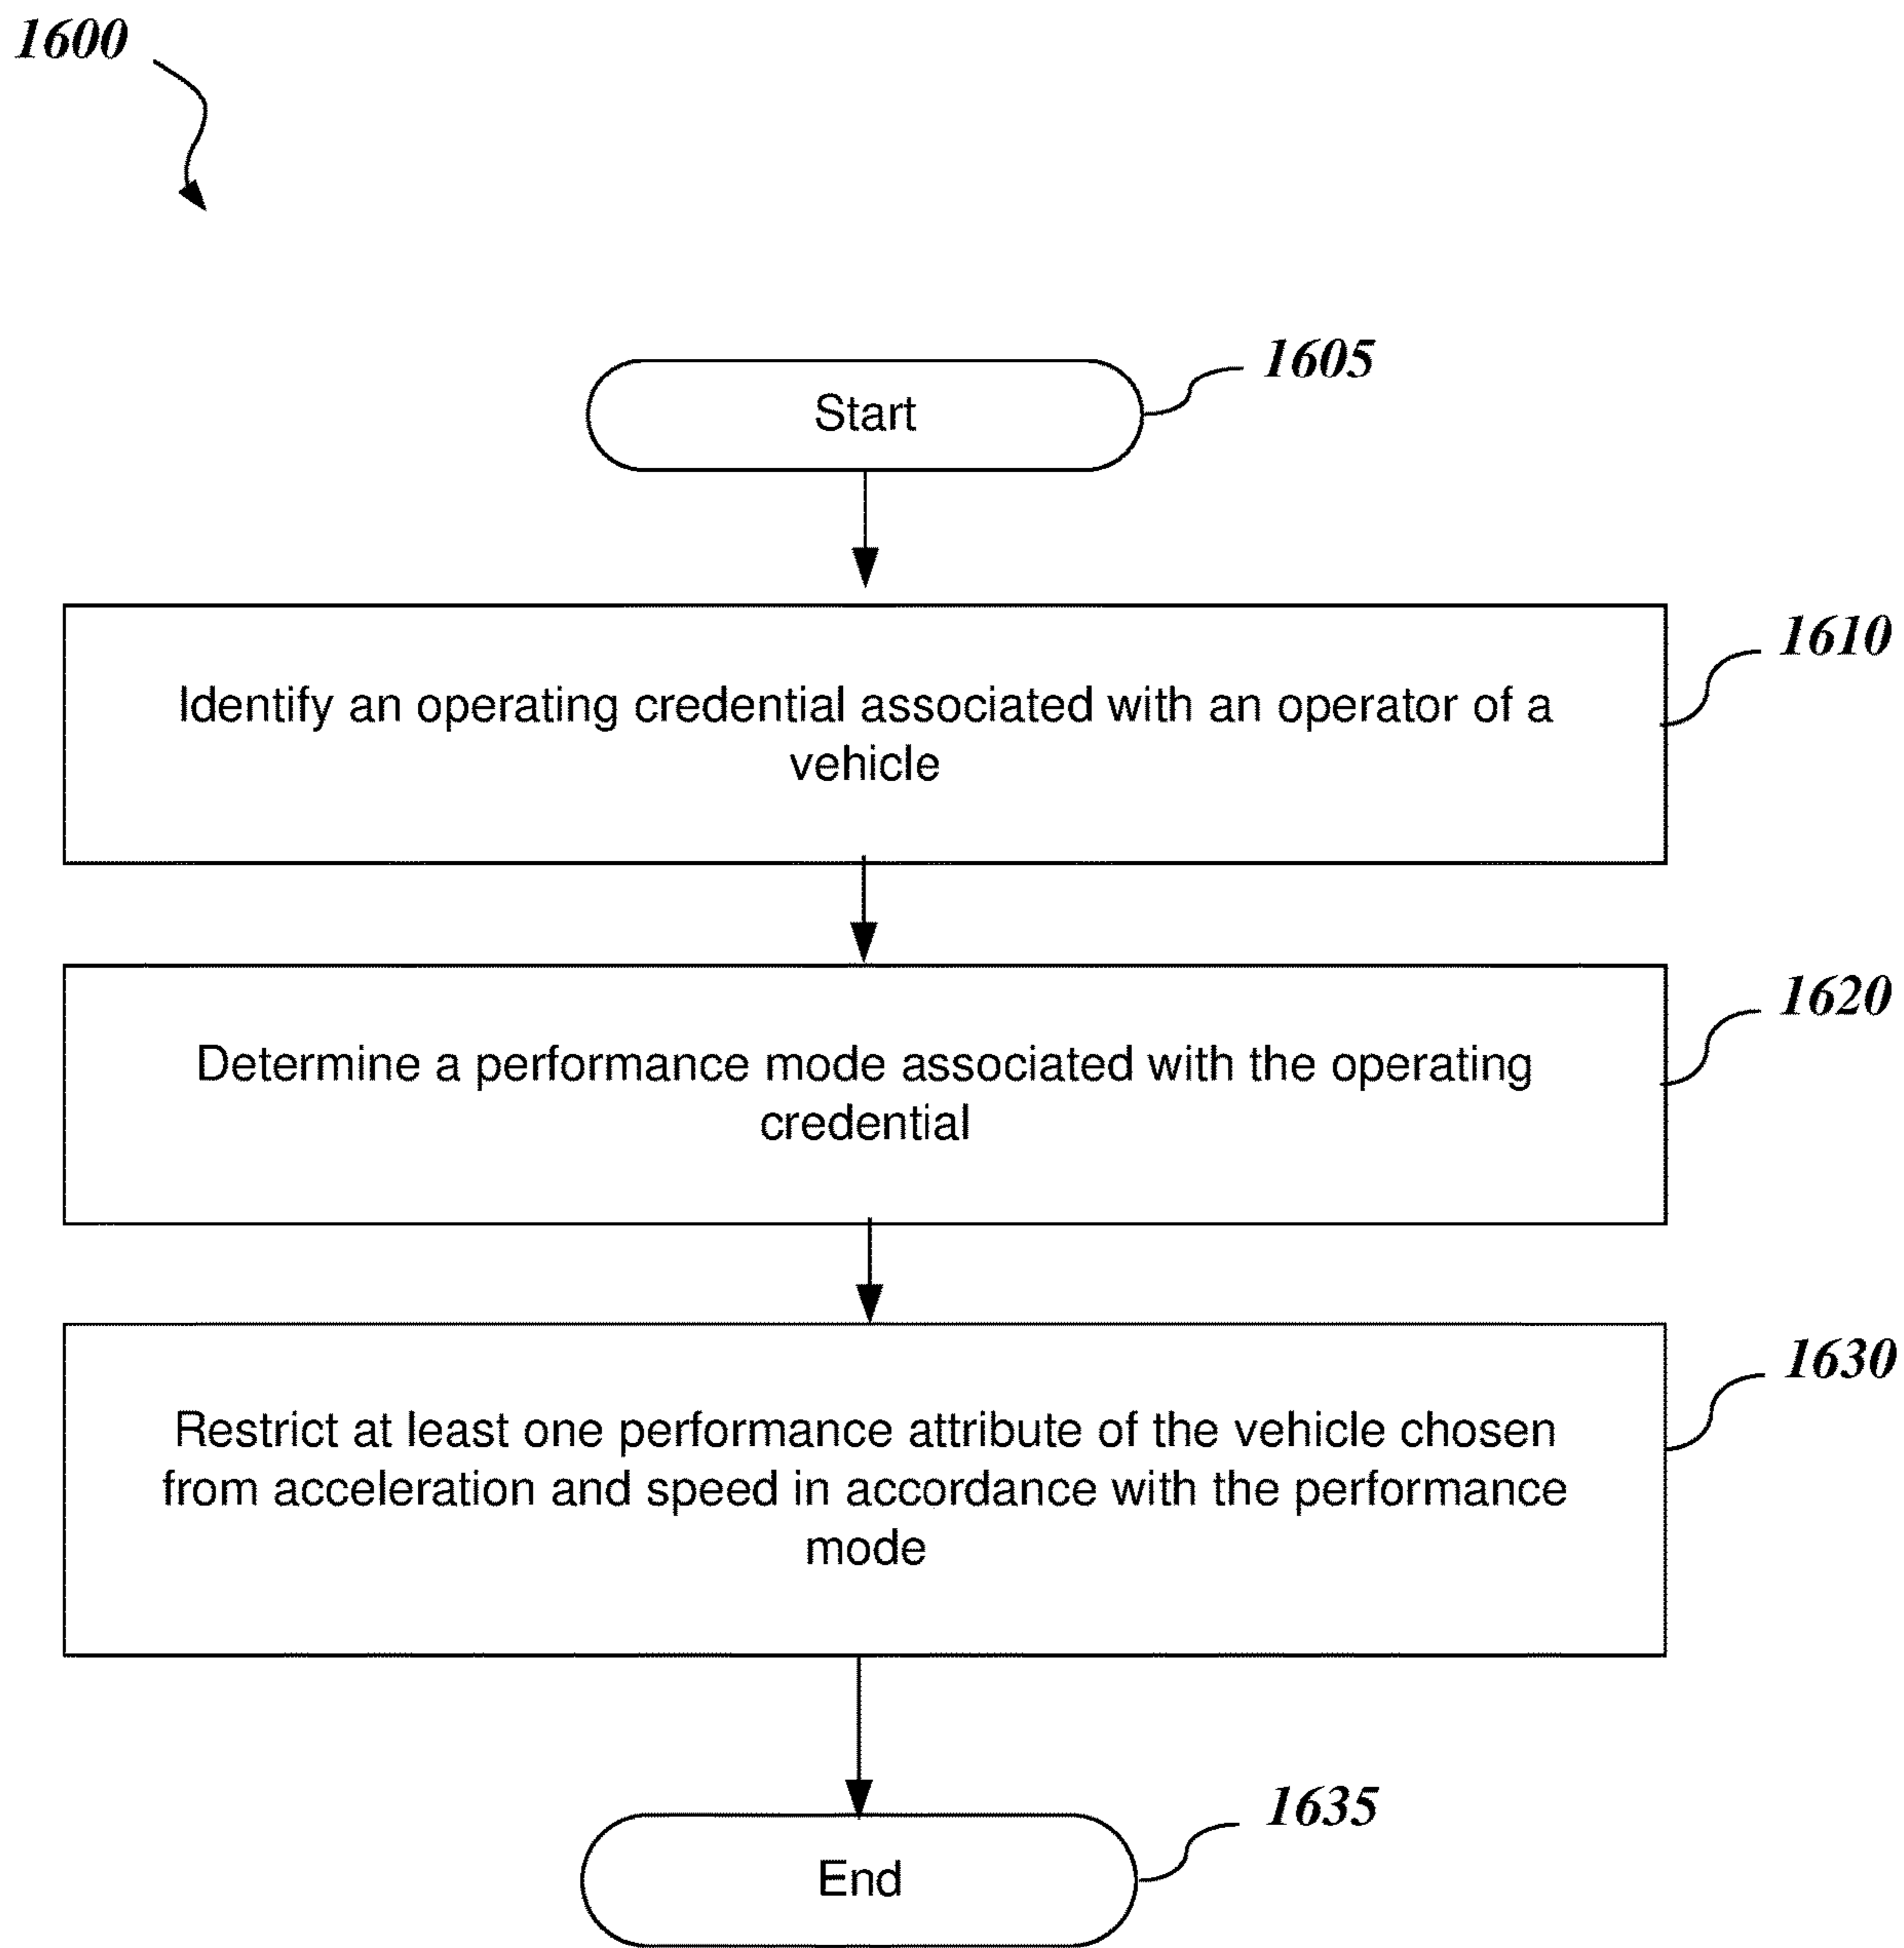 1600
Start
1605
Identify an operating credential associated with an operator of a
vehicle
1610
Determine a performance mode associated with the operating
credential
1620
Restrict at least one performance attribute of the vehicle chosen
from acceleration and speed in accordance with the performance
mode
1630
End
1635